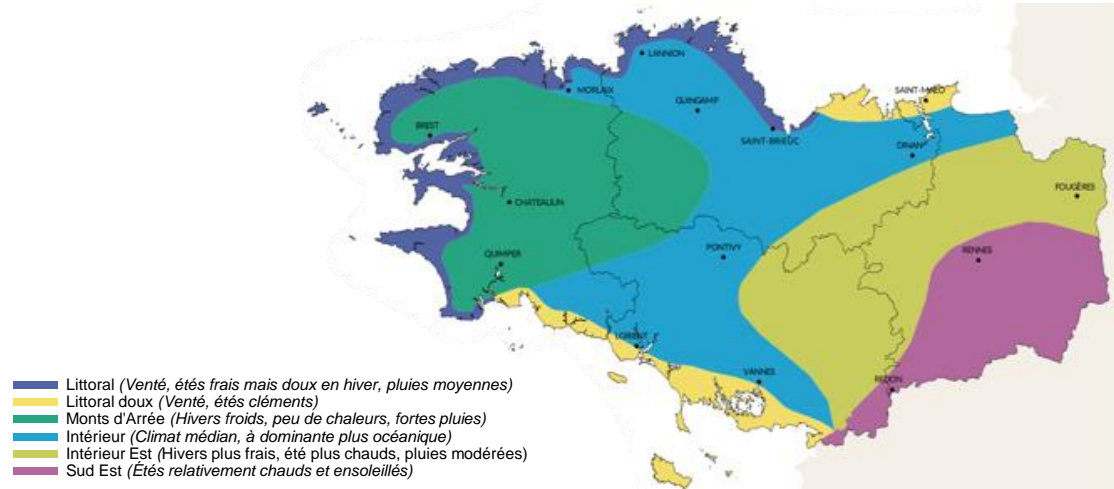 LANNION
MORLAIX
GUINGAMP
SAINT-MALO
BREST
SAINT-BRIEUC
DINAN
CHATEAULIN
FOUGÈRES
QUIMPER
PONTIVY
RENNES
LORIENT
VANNES
REDON
Littoral (Venté, étés frais mais doux en hiver, pluies moyennes)
Littoral doux (Venté, étés cléments)
Monts d'Arrée (Hivers froids, peu de chaleurs, fortes pluies)
Intérieur (Climat médian, à dominante plus océanique)
Intérieur Est (Hivers plus frais, été plus chauds, pluies modérées)
Sud Est (Étés relativement chauds et ensoleillés)